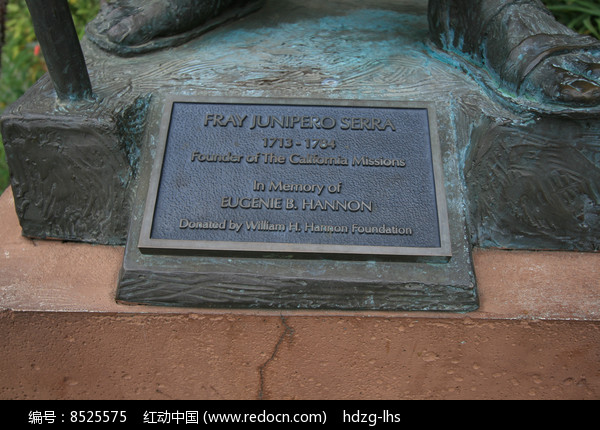 FRAY JUNIPERO SERRA
1713 - 1784
Founder of The California Missions
In Memory of
EUGENIE B. HANNON
Donated by William H. Hannon Foundation
编号：8525575 红动中国 (www.redocn.com) hdzg-lhs